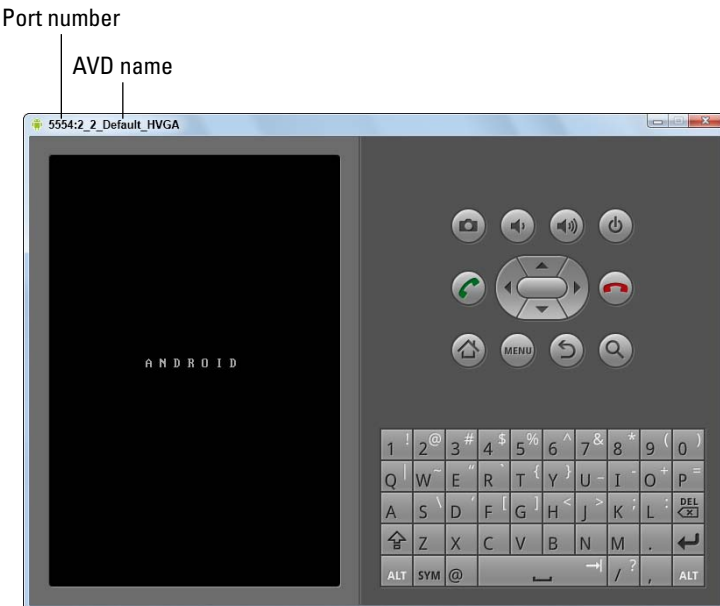 Port number
AVD name
5554:2_2_Default_HVGA
ANDROID
MENU
1 ! 2 @ 3 # 4 $ 5 % 6 ^ 7 & 8 * 9 ( 0 )
Q | W ~ E " R ` T { Y } U _ I - O + P =
A S \ D ' F [ G ] H < J > K ; L : DEL
Z X C V B N M .
ALT SYM @ / ? , ALT